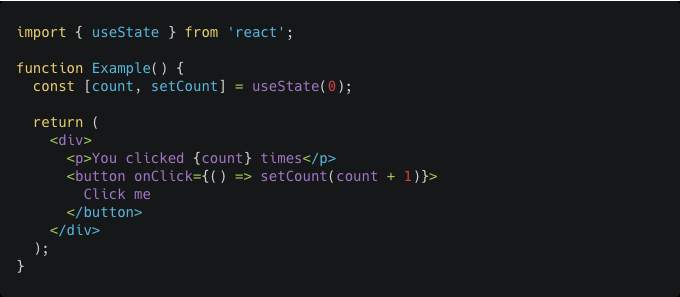 import { useState } from 'react';

function Example() {
  const [count, setCount] = useState(0);

  return (
    <div>
      <p>You clicked {count} times</p>
      <button onClick={() => setCount(count + 1)}>
        Click me
      </button>
    </div>
  );
}